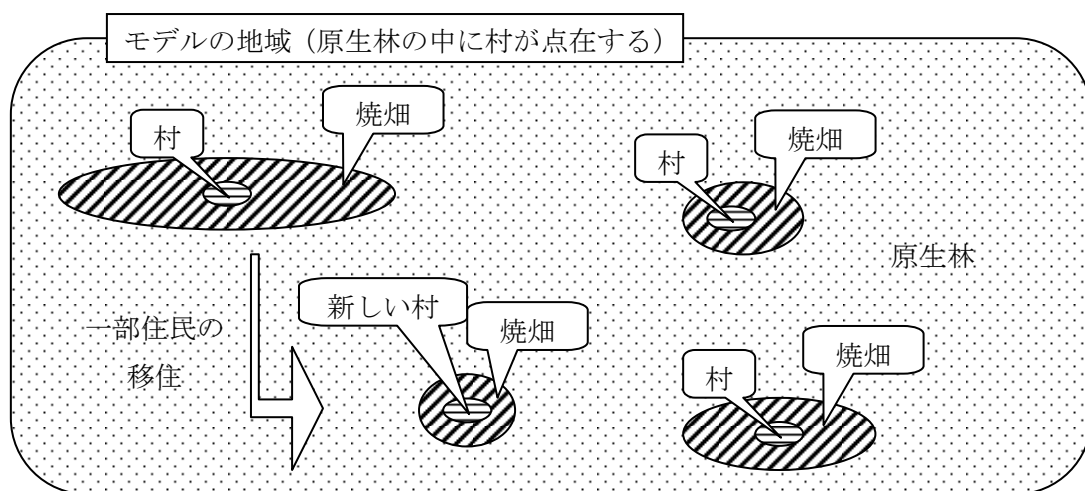 モデルの地域（原生林の中に村が点在する）
焼畑
村
焼畑
村
原生林
新しい村
焼畑
一部住民の
移住
焼畑
村